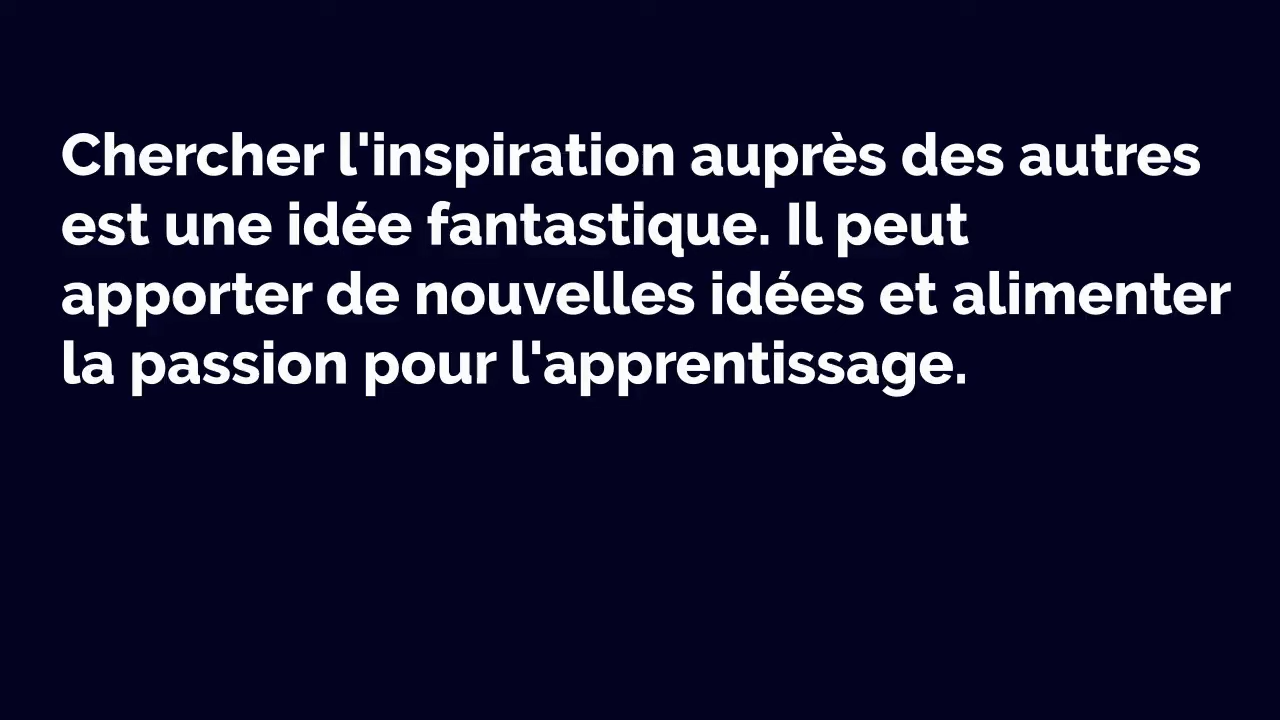 Chercher l'inspiration auprès des autres
est une idée fantastique. Il peut
apporter de nouvelles idées et alimenter
la passion pour l'apprentissage.